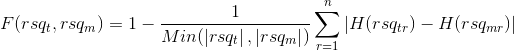 F(rsq_t, rsq_m) = 1 - \frac{1}{Min(|rsq_t|, |rsq_m|)} \sum_{r=1}^{n} |H(rsq_{tr}) - H(rsq_{mr})|